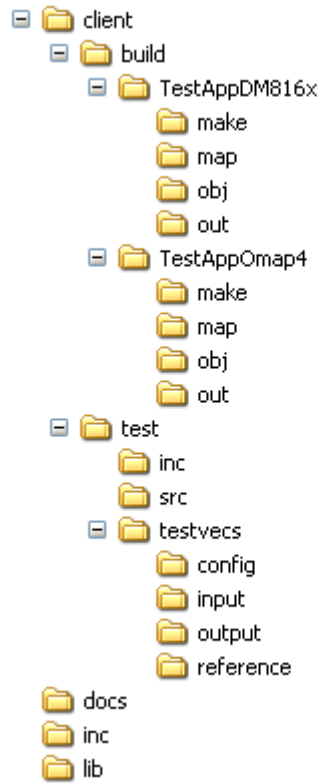 client
build
TestAppDM816x
make
map
obj
out
TestAppOmap4
make
map
obj
out
test
inc
src
testvecs
config
input
output
reference
docs
inc
lib